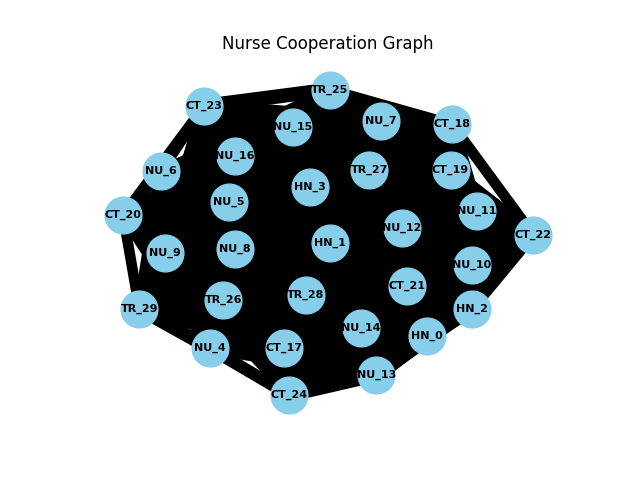 Nurse Cooperation Graph
TR_25
CT_23
NU_7
CT_18
NU_15
NU_16
TR_27
CT_19
NU_6
HN_3
NU_5
NU_11
CT_20
NU_12
CT_22
HN_1
NU_8
NU_9
NU_10
CT_21
TR_28
TR_26
TR_29
HN_2
NU_14
HN_0
NU_4
CT_17
NU_13
CT_24